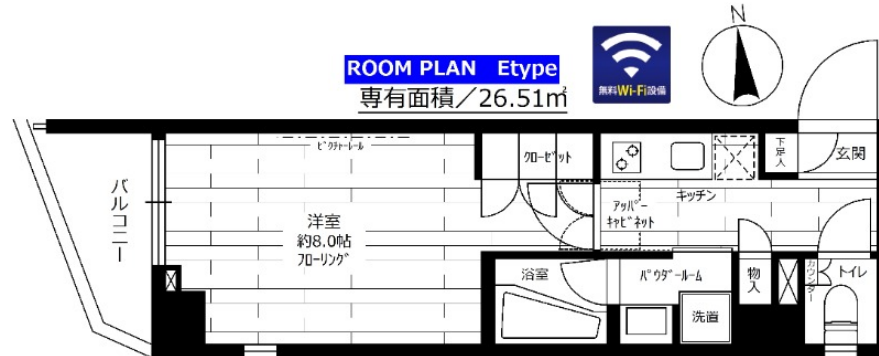 ROOM PLAN Etype
専有面積／26.51㎡
無料Wi-Fi設備
N
バルコニー
ピクチャーレール
洋室
約8.0帖
フローリング
クローゼット
アッパー
キャビネット
キッチン
下足入
玄関
浴室
パウダールーム
洗置
物入
カウンター
トイレ